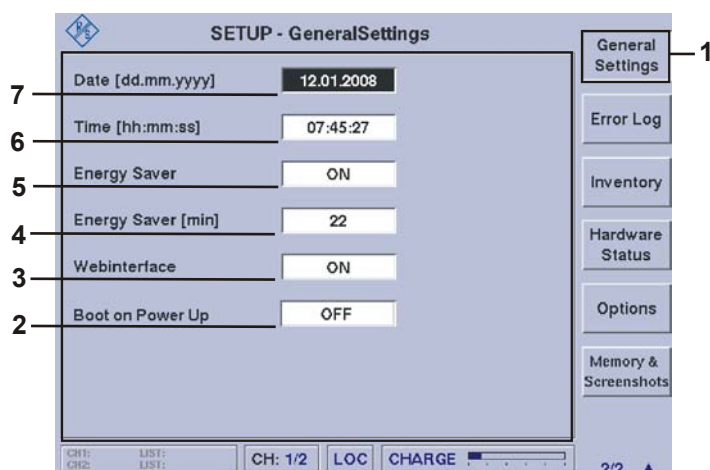 SETUP - GeneralSettings
General
Settings
1
7
Date [dd.mm.yyyy]
12.01.2008
6
Time [hh:mm:ss]
07:45:27
Error Log
5
Energy Saver
ON
Inventory
4
Energy Saver [min]
22
Hardware
Status
3
Webinterface
ON
2
Boot on Power Up
OFF
Options
Memory &
Screenshots
CH1: LIST:
CH2: LIST:
CH: 1/2
LOC
CHARGE
2/2